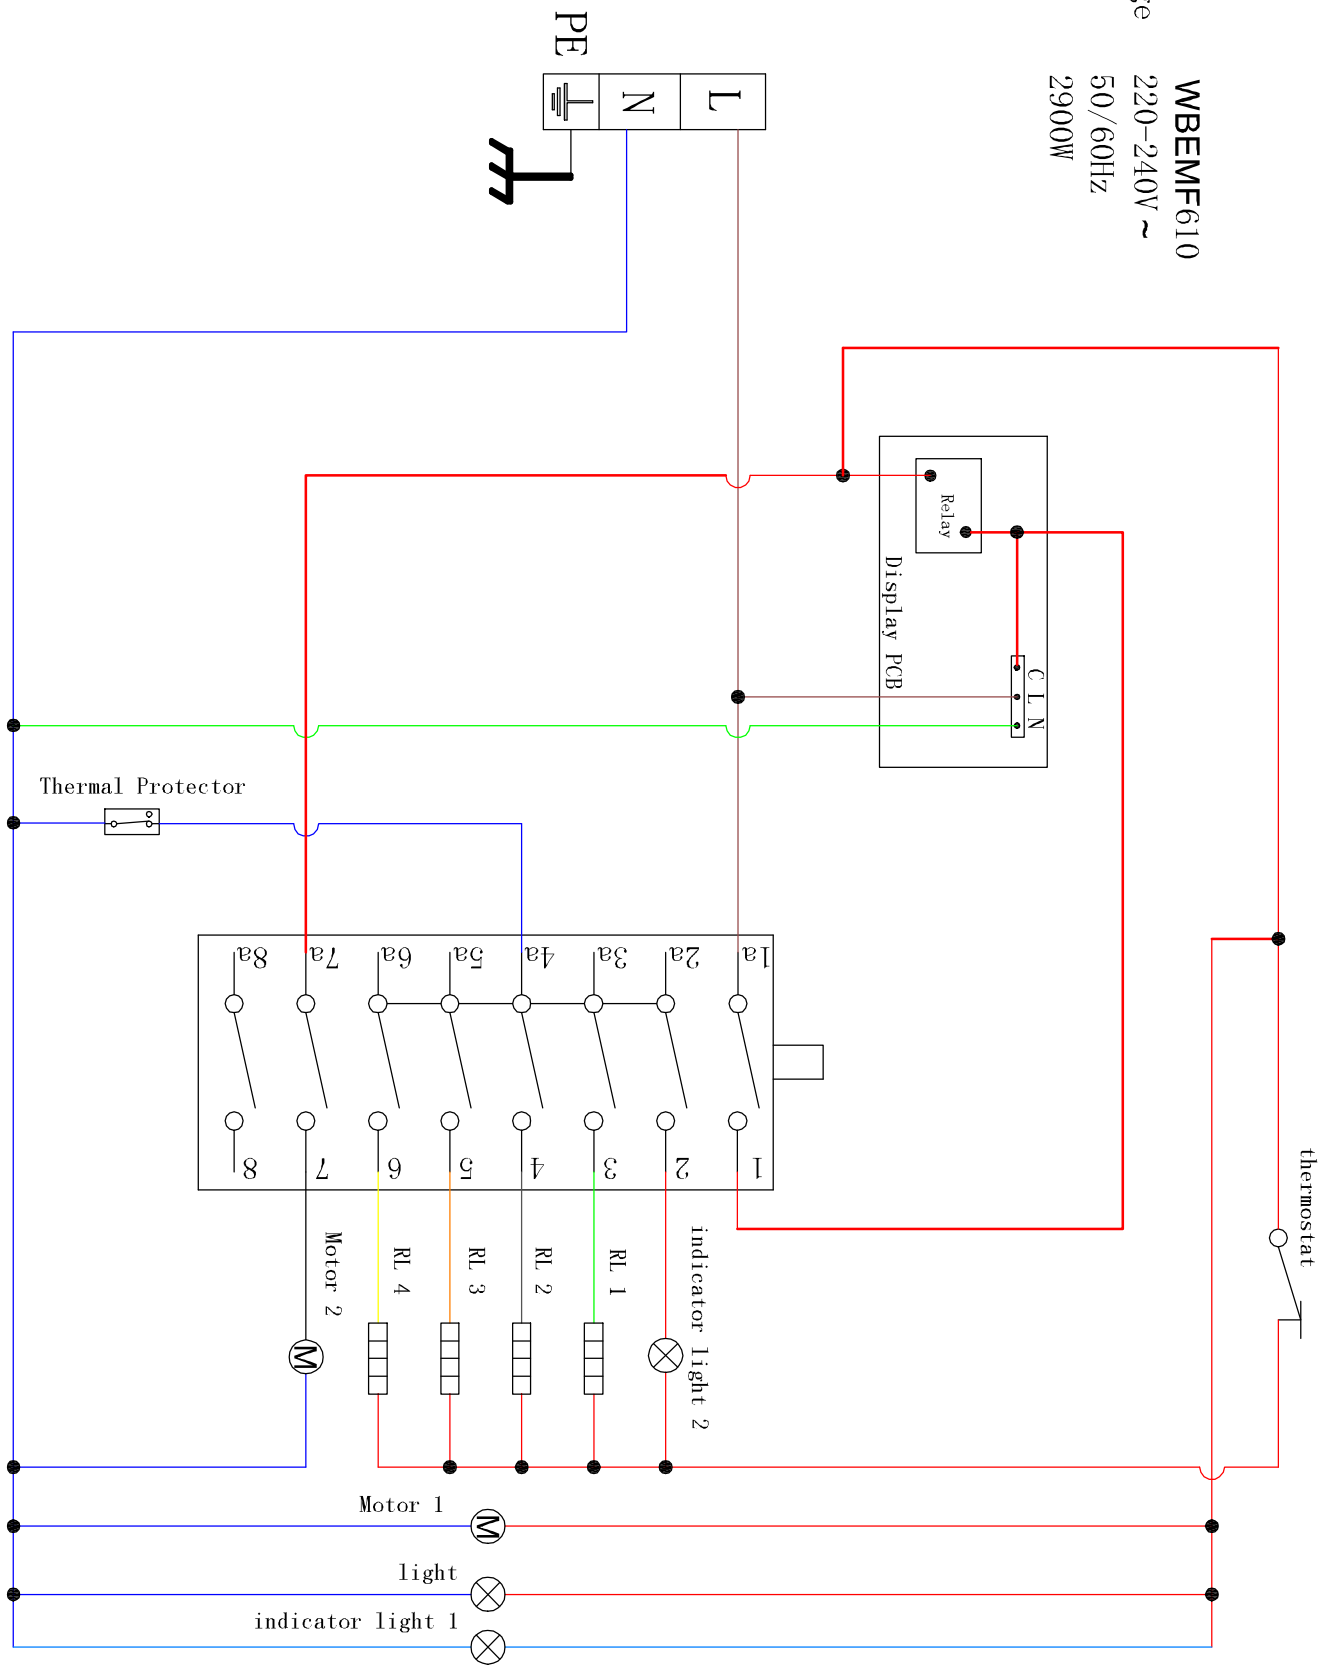 WBEMF610
220-240V ~
50/60Hz
2900W
PE
N
L
Relay
Display PCB
C L N
Thermal Protector
8a
7a
6a
5a
4a
3a
2a
1a
8
7
6
5
4
3
2
1
thermostat
Motor 2
RL 4
RL 3
RL 2
RL 1
indicator light 2
M
Motor 1
M
light
indicator light 1